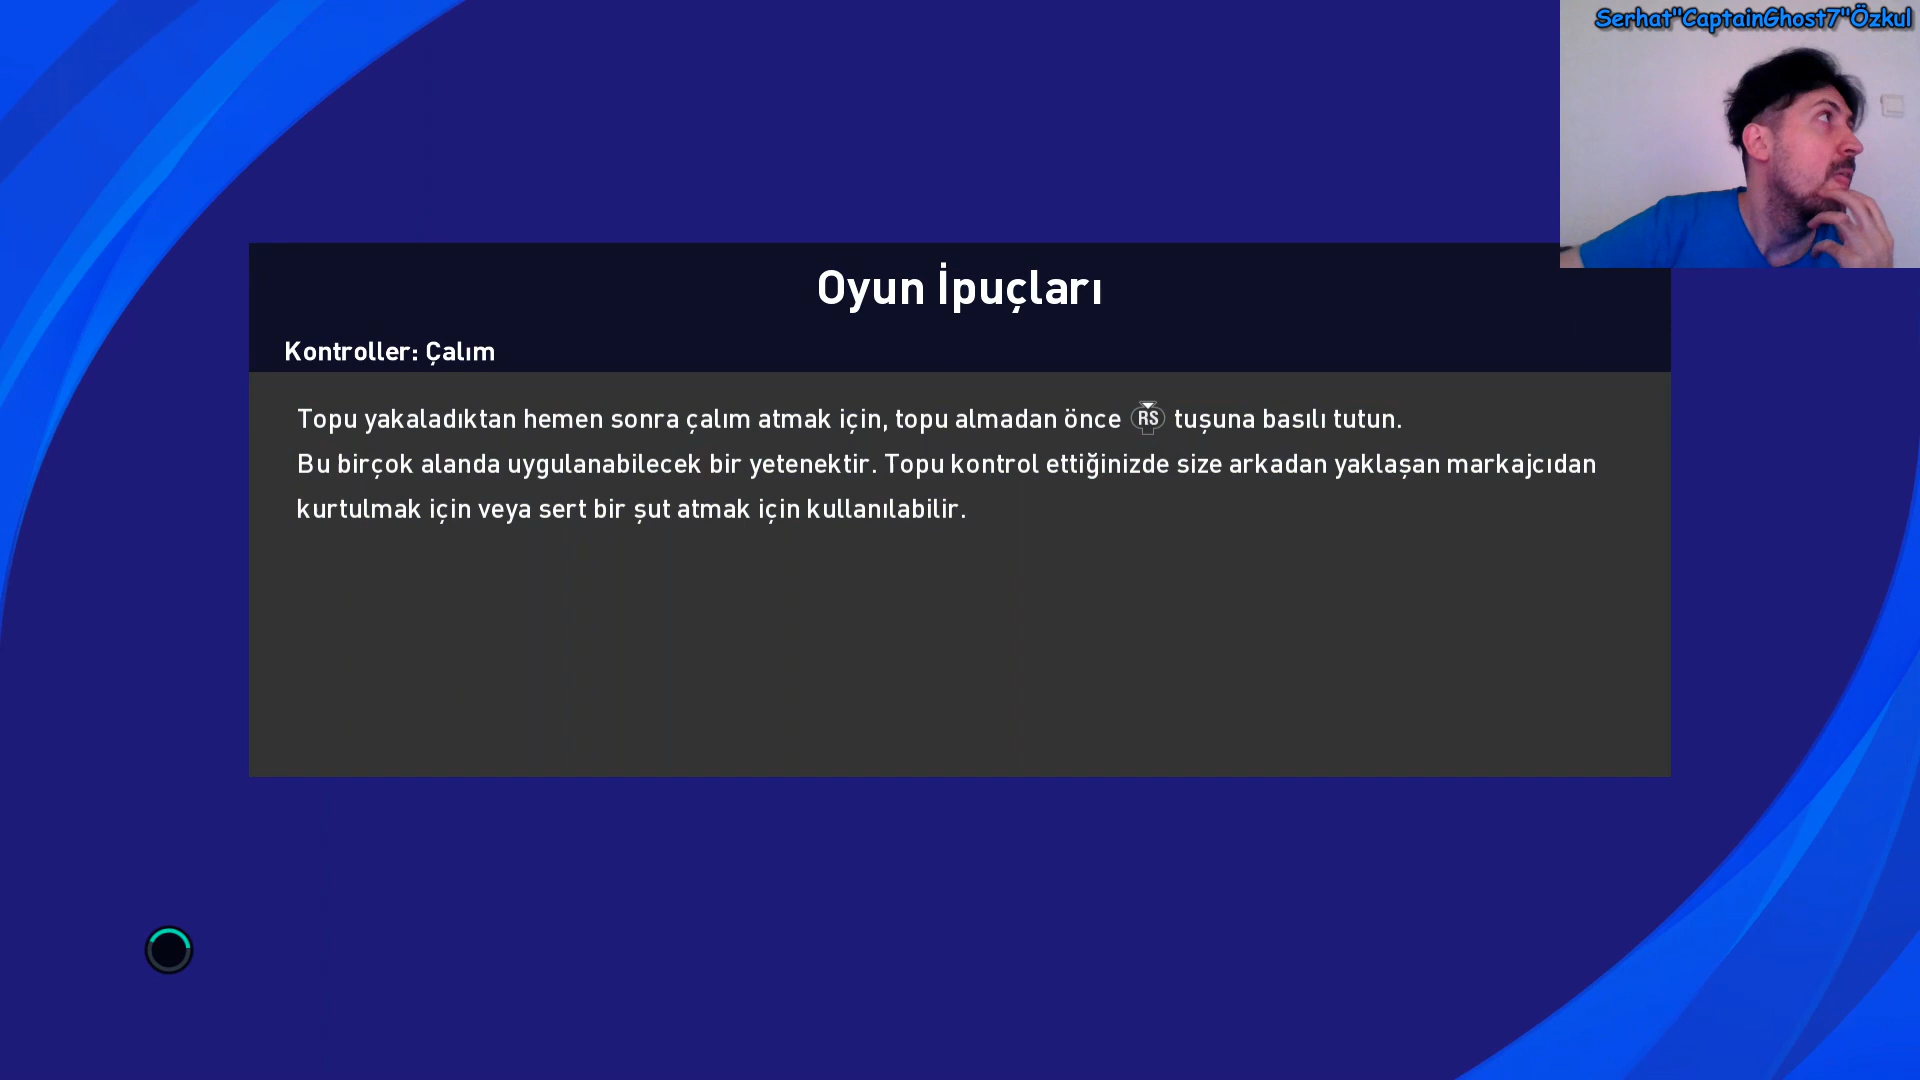 Serhat"CaptainGhost7"Özkul
Oyun İpuçları
Kontroller: Çalım
Topu yakaladıktan hemen sonra çalım atmak için, topu almadan önce RS tuşuna basılı tutun.
Bu birçok alanda uygulanabilecek bir yetenektir. Topu kontrol ettiğinizde size arkadan yaklaşan markajcıdan
kurtulmak için veya sert bir şut atmak için kullanılabilir.